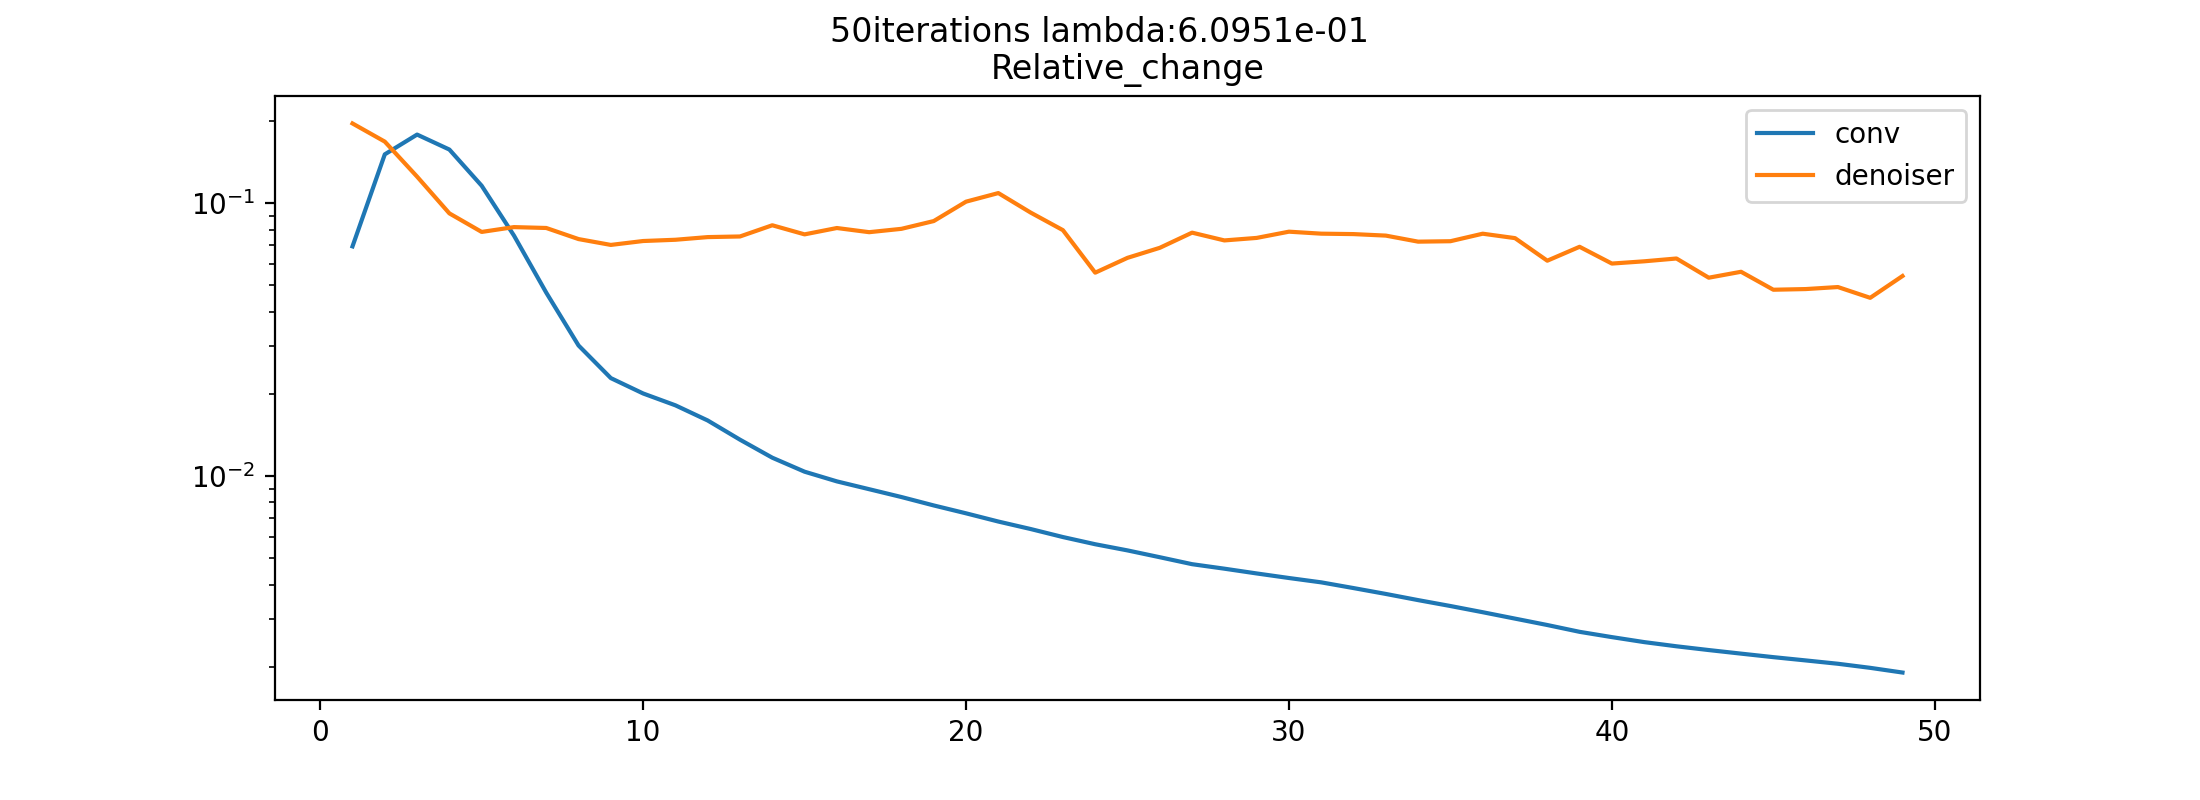 50iterations lambda:6.0951e-01
Relative_change
conv
denoiser
10⁻¹
10⁻²
0 10 20 30 40 50